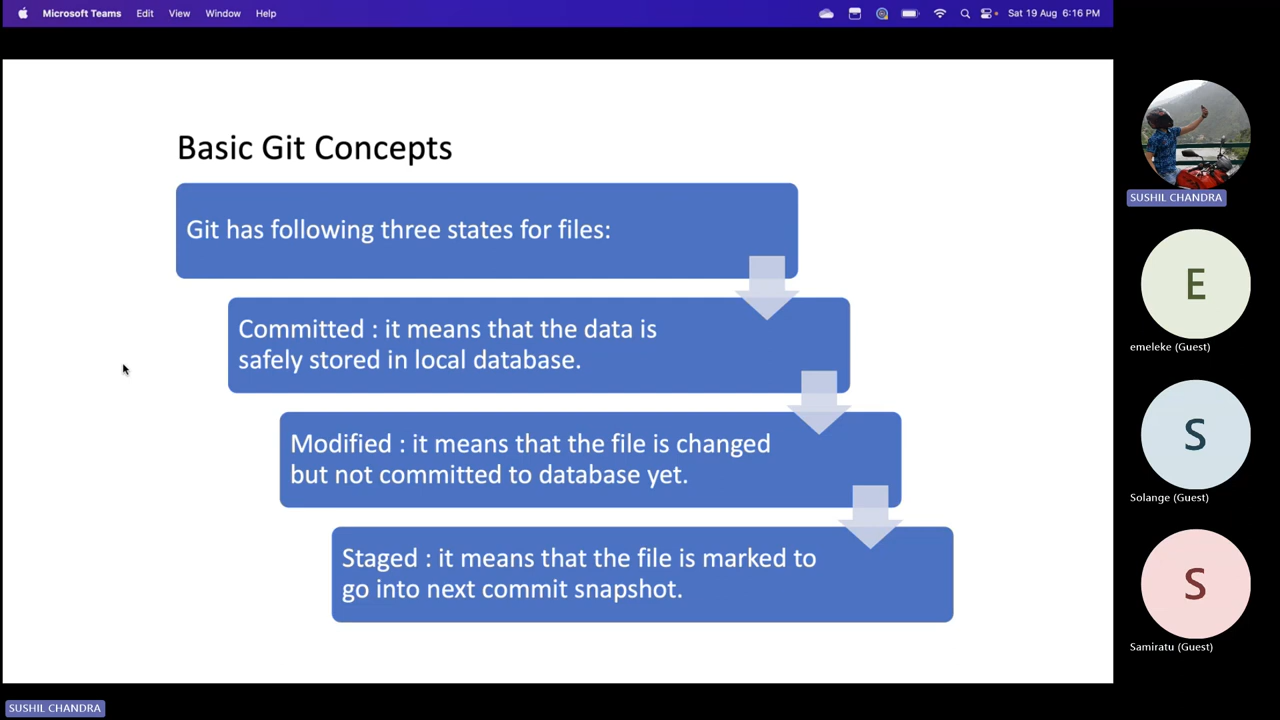 Microsoft Teams Edit View Window Help Sat 19 Aug 6:16 PM
Basic Git Concepts
Git has following three states for files:
Committed : it means that the data is
safely stored in local database.
Modified : it means that the file is changed
but not committed to database yet.
Staged : it means that the file is marked to
go into next commit snapshot.
SUSHIL CHANDRA
E
emeleke (Guest)
S
Solange (Guest)
S
Samiratu (Guest)
SUSHIL CHANDRA